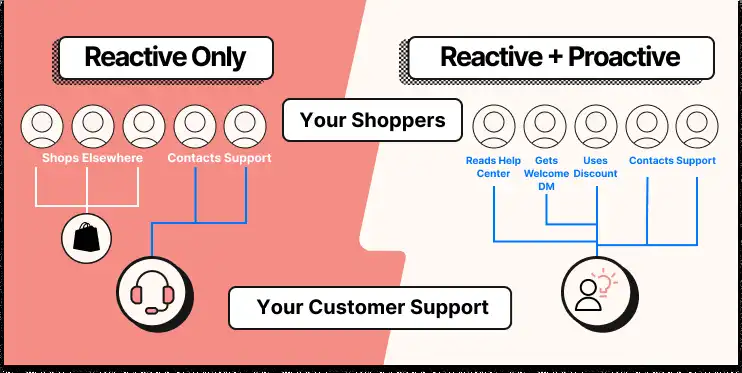 Reactive Only
Reactive + Proactive
Your Shoppers
Shops Elsewhere
Contacts Support
Reads Help
Center
Gets
Welcome
DM
Uses
Discount
Contacts Support
Your Customer Support